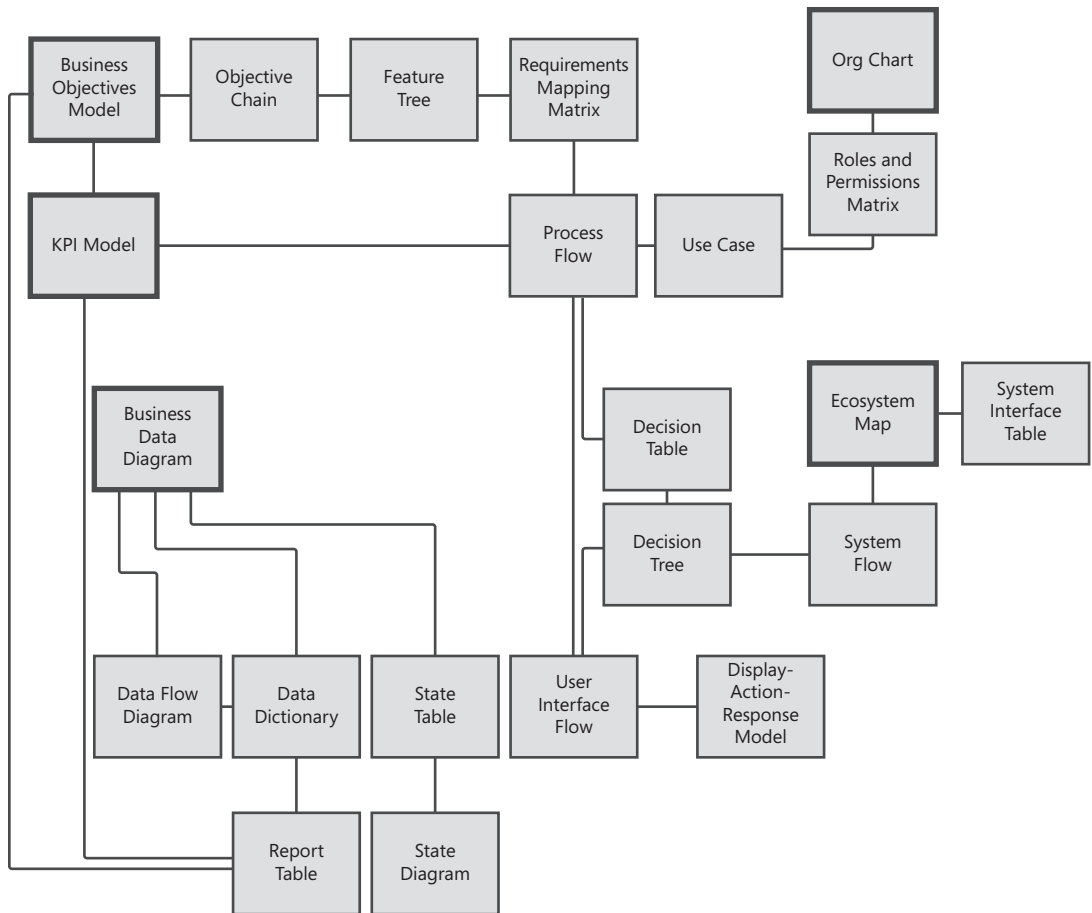 Business
Objectives
Model
Objective
Chain
Feature
Tree
Requirements
Mapping
Matrix
Org Chart
Roles and
Permissions
Matrix
KPI Model
Process
Flow
Use Case
Business
Data
Diagram
Decision
Table
Ecosystem
Map
System
Interface
Table
Decision
Tree
System
Flow
Data Flow
Diagram
Data
Dictionary
State
Table
User
Interface
Flow
Display-
Action-
Response
Model
Report
Table
State
Diagram